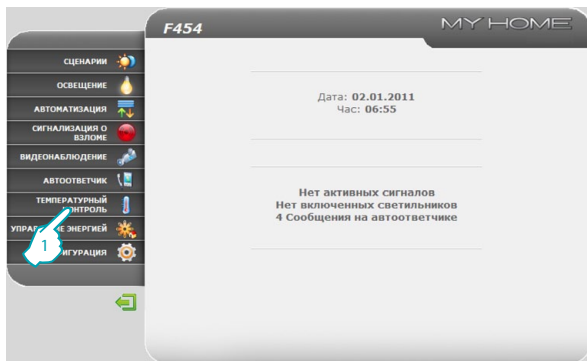 F454
MY HOME
СЦЕНАРИИ
ОСВЕЩЕНИЕ
АВТОМАТИЗАЦИЯ
СИГНАЛИЗАЦИЯ О
ВЗЛОМЕ
ВИДЕОНАБЛЮДЕНИЕ
АВТООТВЕТЧИК
ТЕМПЕРАТУРНЫЙ
КОНТРОЛЬ
ЭНЕРГИЕЙ
1
Дата: 02.01.2011
Час: 06:55
Нет активных сигналов
Нет включенных светильников
4 Сообщения на автоответчике